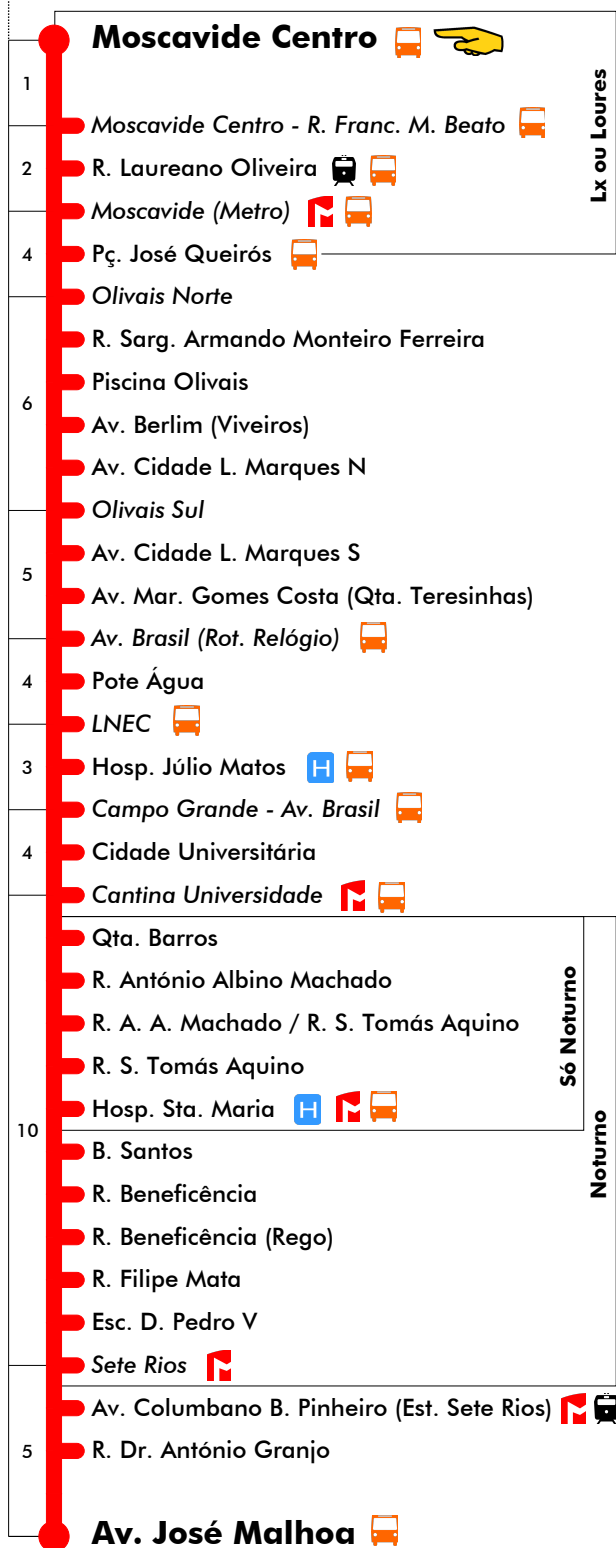 Moscavide Centro
Lx ou Loures
1
Moscavide Centro - R. Franc. M. Beato
2
R. Laureano Oliveira
Moscavide (Metro)
4
Pç. José Queirós
Olivais Norte
R. Sarg. Armando Monteiro Ferreira
Piscina Olivais
6
Av. Berlim (Viveiros)
Av. Cidade L. Marques N
Olivais Sul
Av. Cidade L. Marques S
5
Av. Mar. Gomes Costa (Qta. Teresinhas)
Av. Brasil (Rot. Relógio)
4
Pote Água
LNEC
3
Hosp. Júlio Matos
H
Campo Grande - Av. Brasil
4
Cidade Universitária
Cantina Universidade
Qta. Barros
R. António Albino Machado
R. A. A. Machado / R. S. Tomás Aquino
Só Noturno
R. S. Tomás Aquino
Hosp. Sta. Maria
H
10
B. Santos
Noturno
R. Beneficência
R. Beneficência (Rego)
R. Filipe Mata
Esc. D. Pedro V
Sete Rios
Av. Columbano B. Pinheiro (Est. Sete Rios)
5
R. Dr. António Granjo
Av. José Malhoa